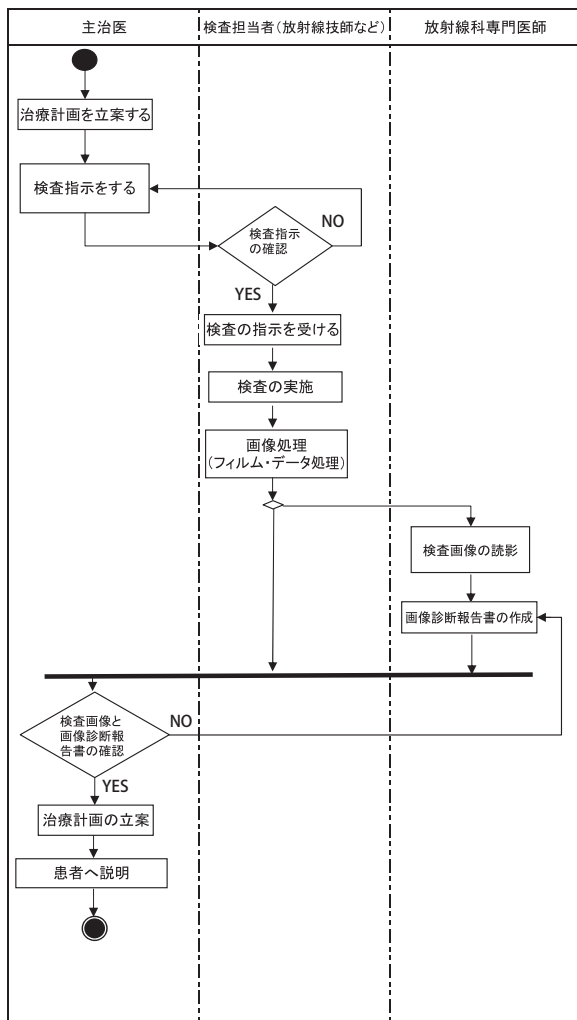 主治医
検査担当者（放射線技師など）
放射線科専門医師
治療計画を立案する
検査指示をする
NO
検査指示
の確認
YES
検査の指示を受ける
検査の実施
画像処理
（フィルム・データ処理）
検査画像の読影
画像診断報告書の作成
検査画像と
画像診断報
告書の確認
NO
YES
治療計画の立案
患者へ説明